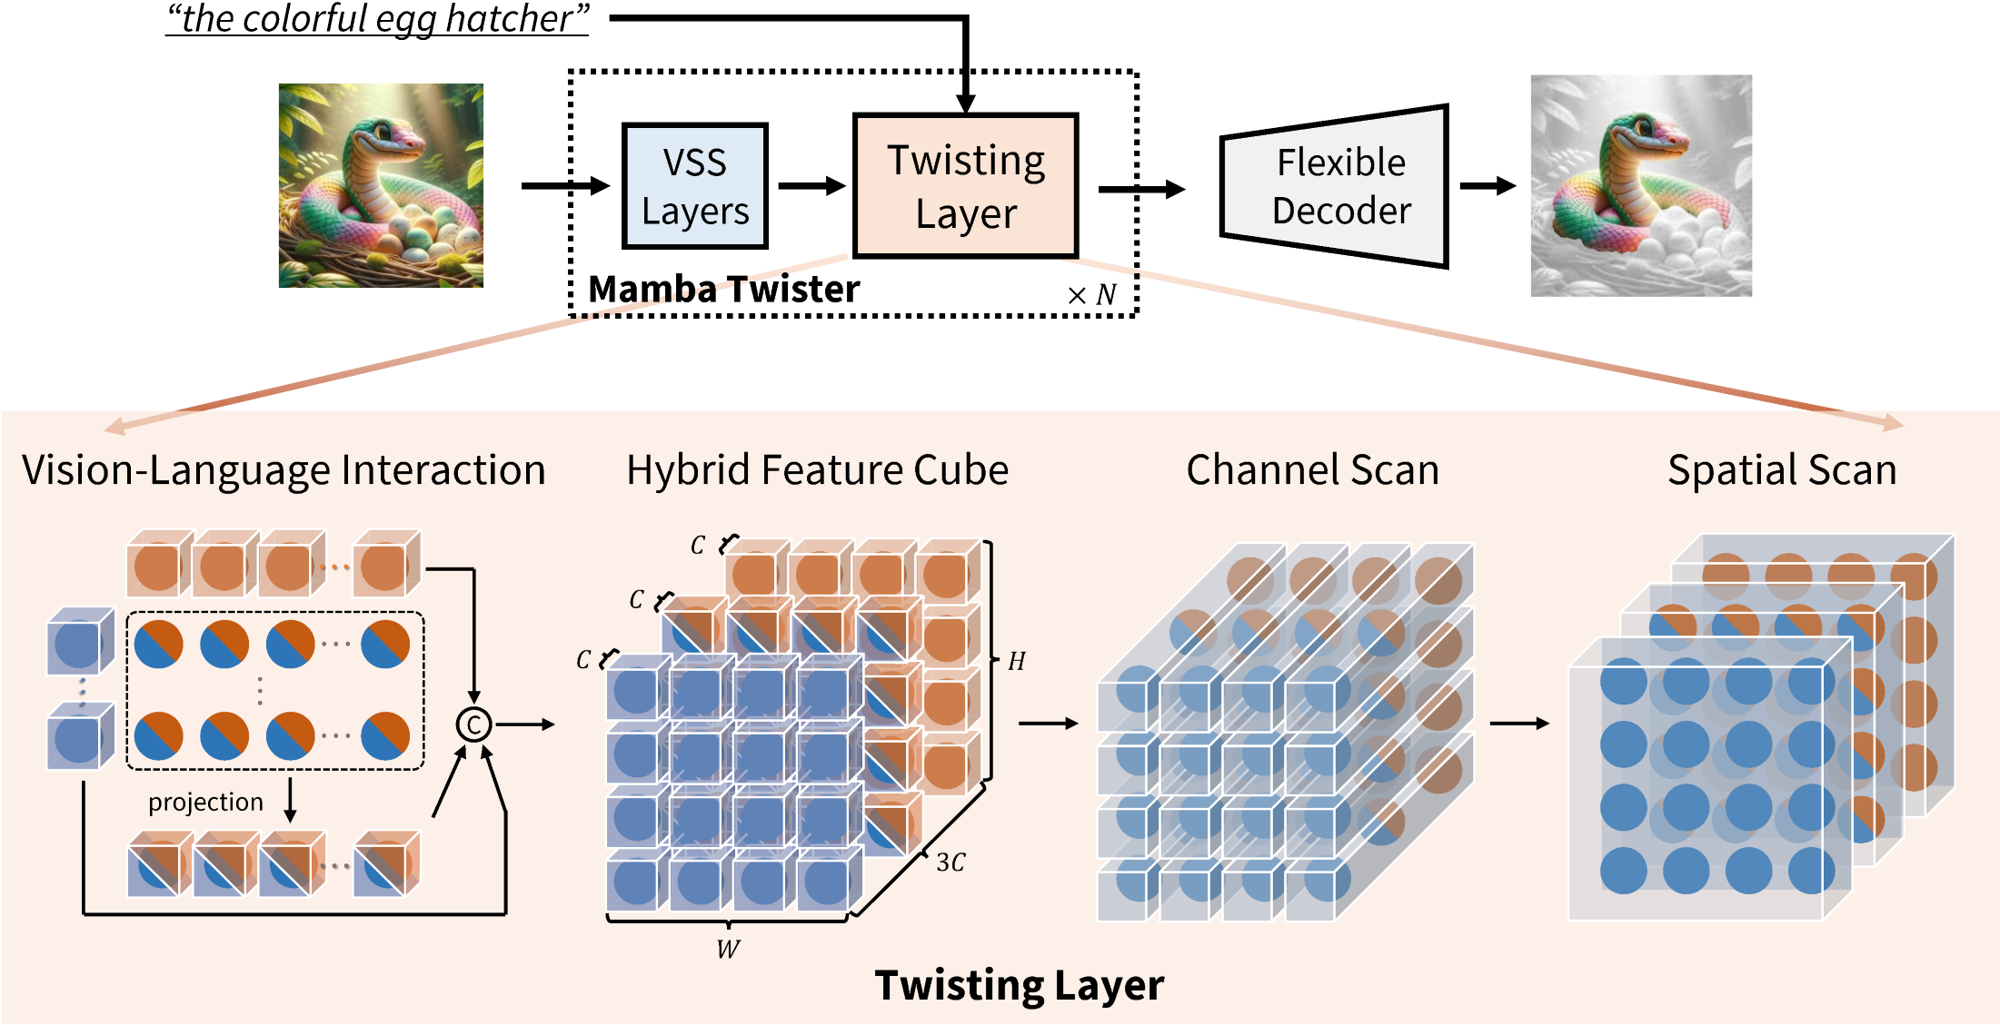 “the colorful egg hatcher”
VSS
Layers
Twisting
Layer
Flexible
Decoder
Mamba Twister
× N
Vision-Language Interaction
Hybrid Feature Cube
Channel Scan
Spatial Scan
C
C
C
H
C
projection
3C
W
Twisting Layer